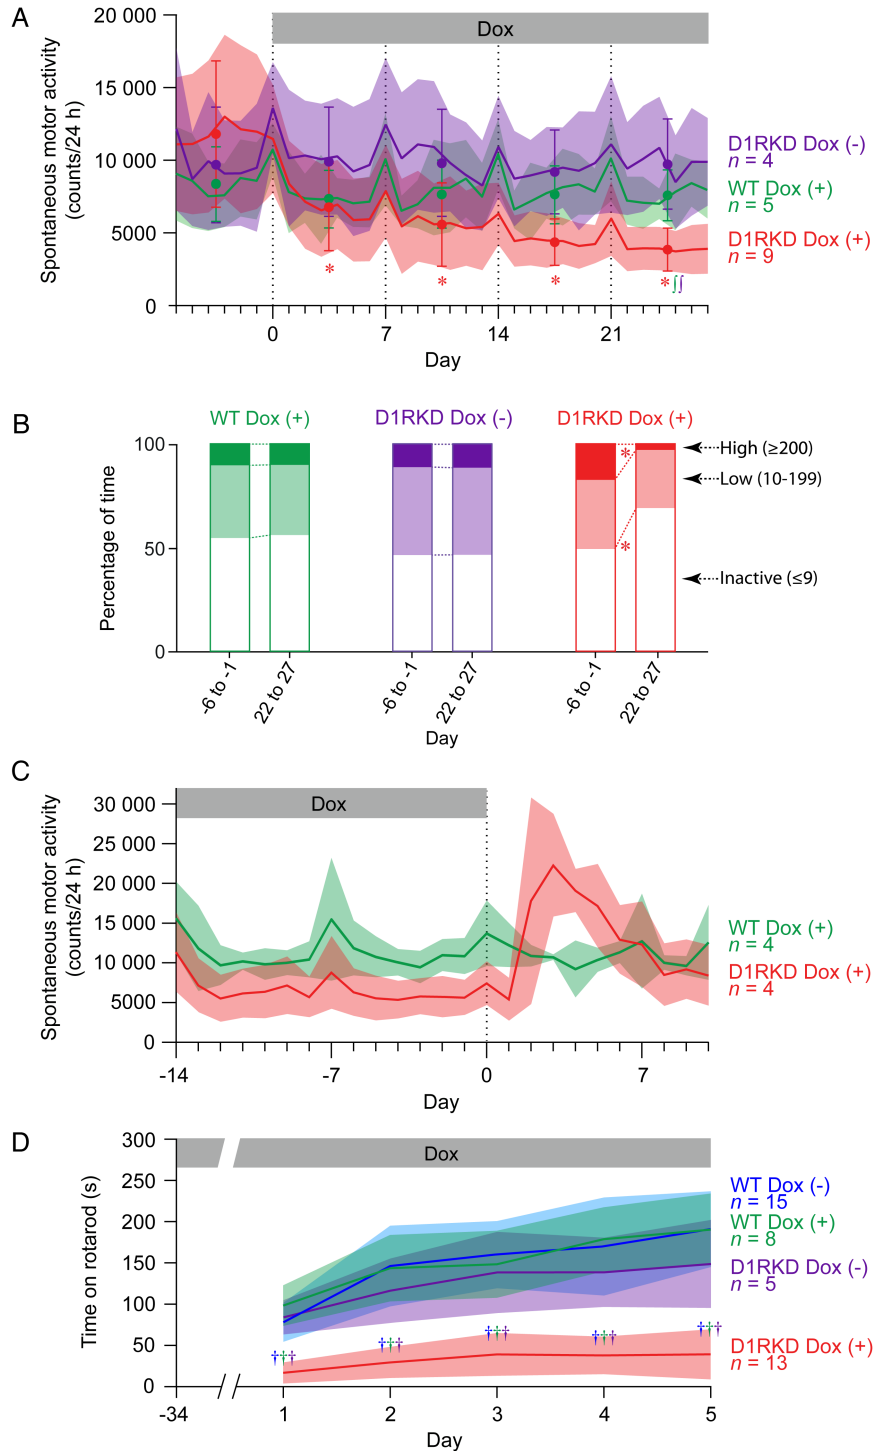 A
20 000
15 000
10 000
5000
0
Spontaneous motor activity
(counts/24 h)
Dox
D1RKD Dox (-)
n = 4
WT Dox (+)
n = 5
D1RKD Dox (+)
n = 9
* * * * ∫∫
0 7 14 21
Day
B
WT Dox (+) D1RKD Dox (-) D1RKD Dox (+)
100
50
0
Percentage of time
*
*
High (≥200)
Low (10-199)
Inactive (≤9)
-6 to -1 22 to 27 -6 to -1 22 to 27 -6 to -1 22 to 27
Day
C
30 000
25 000
20 000
15 000
10 000
5000
0
Spontaneous motor activity
(counts/24 h)
Dox
WT Dox (+)
n = 4
D1RKD Dox (+)
n = 4
-14 -7 0 7
Day
D
300
250
200
150
100
50
0
Time on rotarod (s)
Dox
WT Dox (-)
n = 15
WT Dox (+)
n = 8
D1RKD Dox (-)
n = 5
D1RKD Dox (+)
n = 13
††† ††† ††† ††† †††
-34 1 2 3 4 5
Day